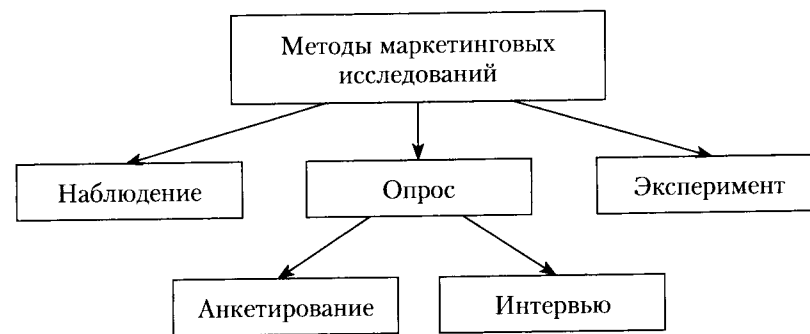 Методы маркетинговых
исследований
Наблюдение
Опрос
Эксперимент
Анкетирование
Интервью